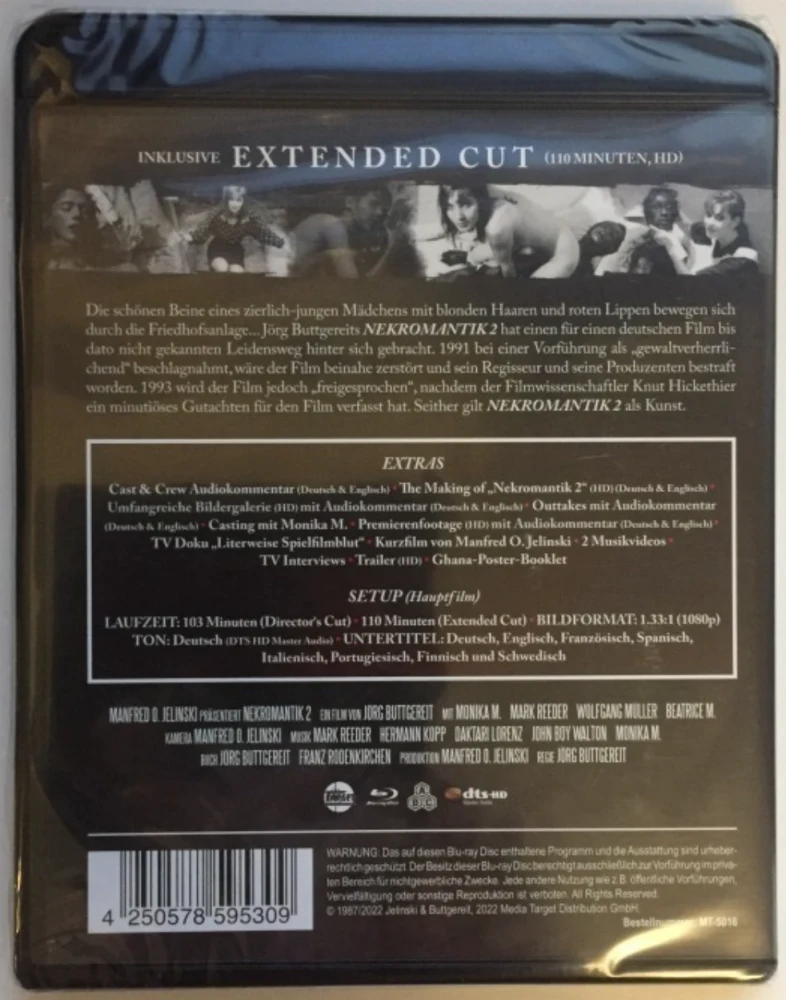 INKLUSIVE EXTENDED CUT (110 MINUTEN, HD)
Die schönen Beine eines zierlich-jungen Mädchens mit blonden Haaren und roten Lippen bewegen sich
durch die Friedhofsanlage... Jörg Buttgereits NEKROMANTIK 2 hat einen für einen deutschen Film bis
dato nicht gekannten Leidensweg hinter sich gebracht. 1991 bei einer Vorführung als „gewaltverherrli-
chend" beschlagnahmt, wäre der Film beinahe zerstört und sein Regisseur und seine Produzenten bestraft
worden. 1993 wird der Film jedoch „freigesprochen", nachdem der Filmwissenschaftler Knut Hickethier
ein minutiöses Gutachten für den Film verfasst hat. Seither gilt NEKROMANTIK 2 als Kunst.
EXTRAS
Cast & Crew Audiokommentar (Deutsch & Englisch) • The Making of „Nekromantik 2" (HD) (Deutsch & Englisch) •
Umfangreiche Bildergalerie (HD) mit Audiokommentar (Deutsch & Englisch) • Outtakes mit Audiokommentar
(Deutsch & Englisch) • Casting mit Monika M. • Premierenfootage (HD) mit Audiokommentar (Deutsch & Englisch) •
TV Doku „Literweise Spielfilmblut" • Kurzfilm von Manfred O. Jelinski • 2 Musikvideos •
TV Interviews • Trailer (HD) • Ghana-Poster-Booklet
SETUP (Hauptfilm)
LAUFZEIT: 103 Minuten (Director's Cut) • 110 Minuten (Extended Cut) • BILDFORMAT: 1.33:1 (1080p)
TON: Deutsch (DTS HD Master Audio) • UNTERTITEL: Deutsch, Englisch, Französisch, Spanisch,
Italienisch, Portugiesisch, Finnisch und Schwedisch
MANFRED O. JELINSKI PRÄSENTIERT NEKROMANTIK 2 EIN FILM VON JÖRG BUTTGEREIT MIT MONIKA M. MARK REEDER WOLFGANG MÜLLER BEATRICE M.
KAMERA MANFRED O. JELINSKI MUSIK MARK REEDER HERMANN KOPP DAKTARI LORENZ JOHN BOY WALTON MONIKA M.
BUCH JÖRG BUTTGEREIT FRANZ RODENKIRCHEN PRODUKTION MANFRED O. JELINSKI REGIE JÖRG BUTTGEREIT
TARGET Blu-ray Disc A B C dts-HD
Master Audio
WARNUNG: Das auf diesen Blu-ray Disc enthaltene Programm und die Ausstattung sind urheber-
rechtlich geschützt. Der Besitz dieser Blu-ray Disc berechtigt ausschließlich zur Vorführung im priva-
ten Bereich für nichtgewerbliche Zwecke. Jede andere Nutzung wie z.B. öffentliche Vorführungen,
Vervielfältigung oder sonstige Reproduktion ist verboten. All Rights Reserved.
© 1987/2022 Jelinski & Buttgereit, 2022 Media Target Distribution GmbH.
MT-5016
4 250578 595309